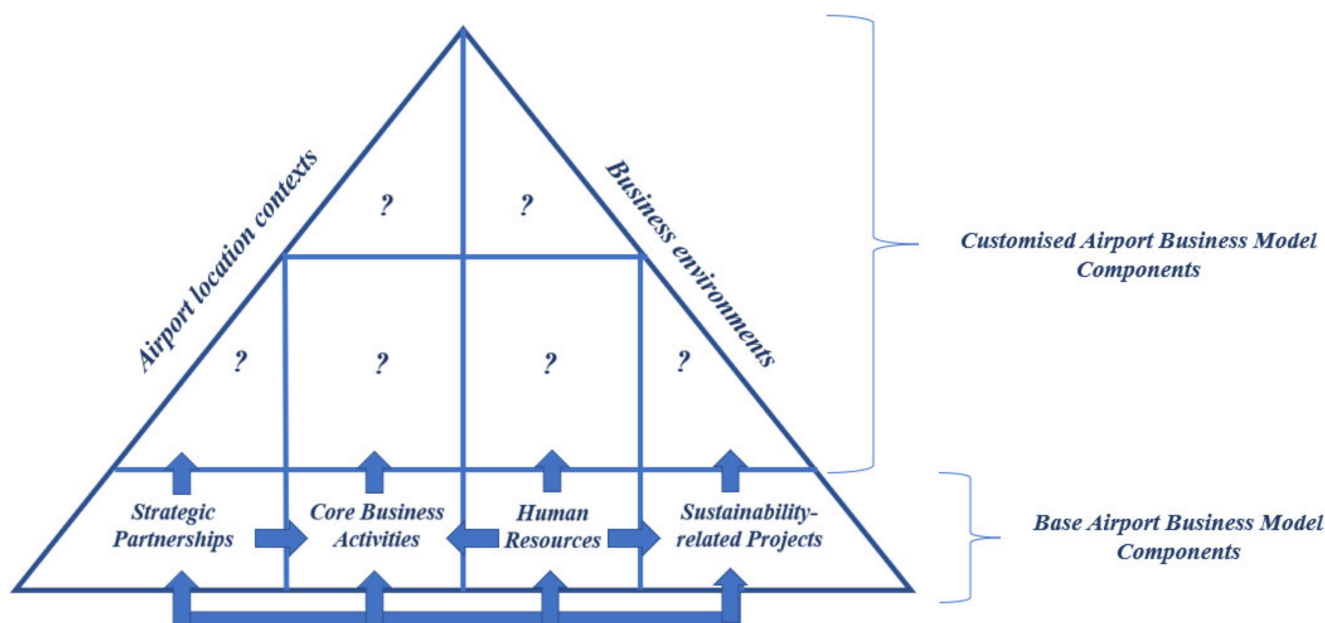 Airport location contexts
Business environments
?
?
?
?
?
?
Customised Airport Business Model
Components
Strategic
Partnerships
Core Business
Activities
Human
Resources
Sustainability-
related Projects
Base Airport Business Model
Components